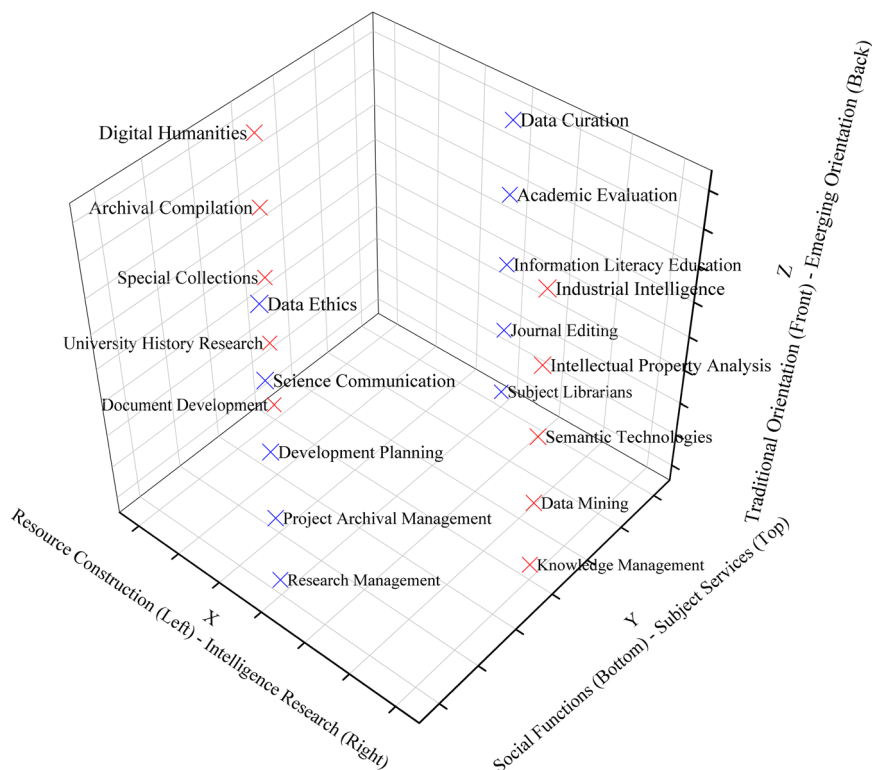 Data Curation
Digital Humanities
Academic Evaluation
Archival Compilation
Information Literacy Education
Special Collections
Industrial Intelligence
Data Ethics
Journal Editing
University History Research
Intellectual Property Analysis
Science Communication
Subject Librarians
Document Development
Semantic Technologies
Development Planning
Data Mining
Project Archival Management
Knowledge Management
Research Management
X
Resource Construction (Left) - Intelligence Research (Right)
Y
Social Functions (Bottom) - Subject Services (Top)
Z
Traditional Orientation (Front) - Emerging Orientation (Back)